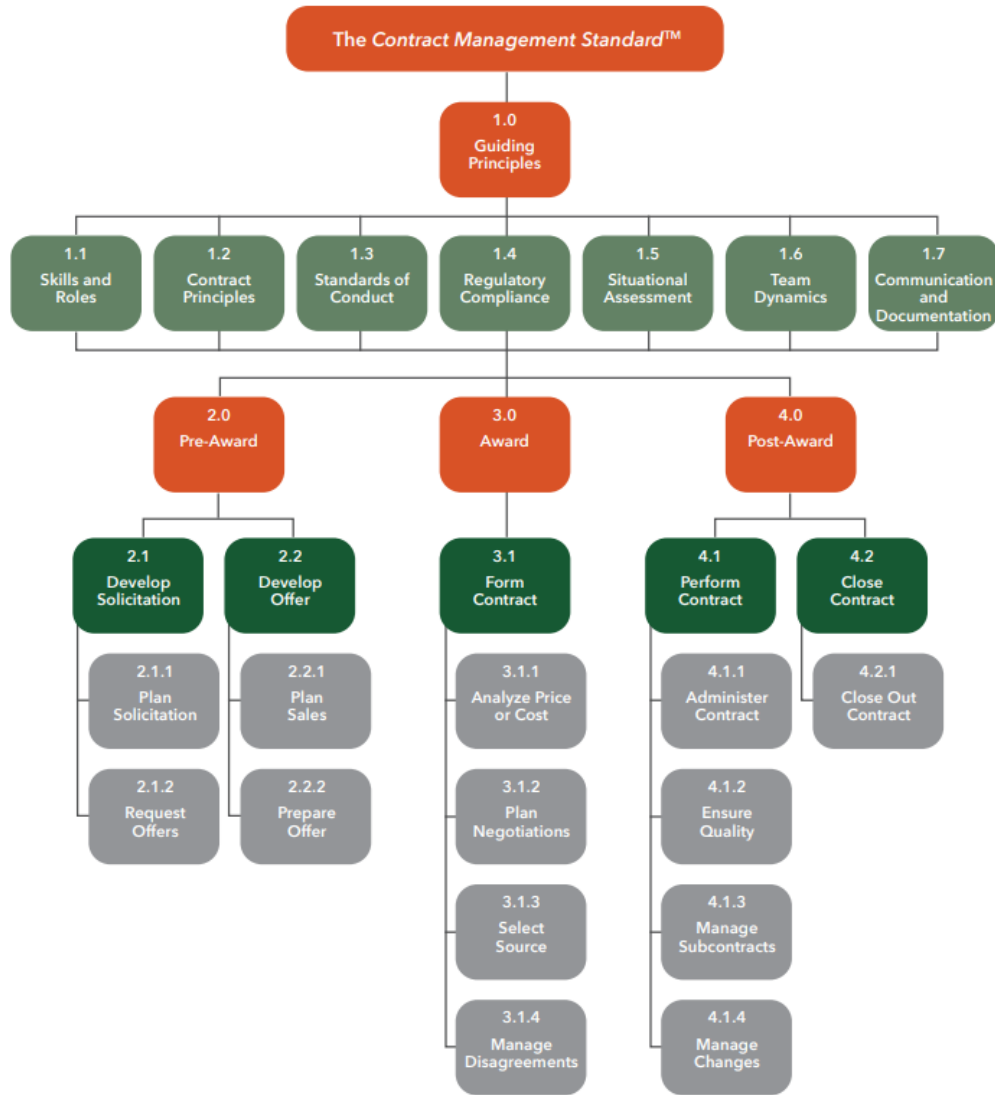 The Contract Management Standard™
1.0
Guiding
Principles
1.1
Skills and
Roles
1.2
Contract
Principles
1.3
Standards of
Conduct
1.4
Regulatory
Compliance
1.5
Situational
Assessment
1.6
Team
Dynamics
1.7
Communication
and
Documentation
2.0
Pre-Award
3.0
Award
4.0
Post-Award
2.1
Develop
Solicitation
2.2
Develop
Offer
3.1
Form
Contract
4.1
Perform
Contract
4.2
Close
Contract
2.1.1
Plan
Solicitation
2.2.1
Plan
Sales
3.1.1
Analyze Price
or Cost
4.1.1
Administer
Contract
4.2.1
Close Out
Contract
2.1.2
Request
Offers
2.2.2
Prepare
Offer
3.1.2
Plan
Negotiations
4.1.2
Ensure
Quality
3.1.3
Select
Source
4.1.3
Manage
Subcontracts
3.1.4
Manage
Disagreements
4.1.4
Manage
Changes